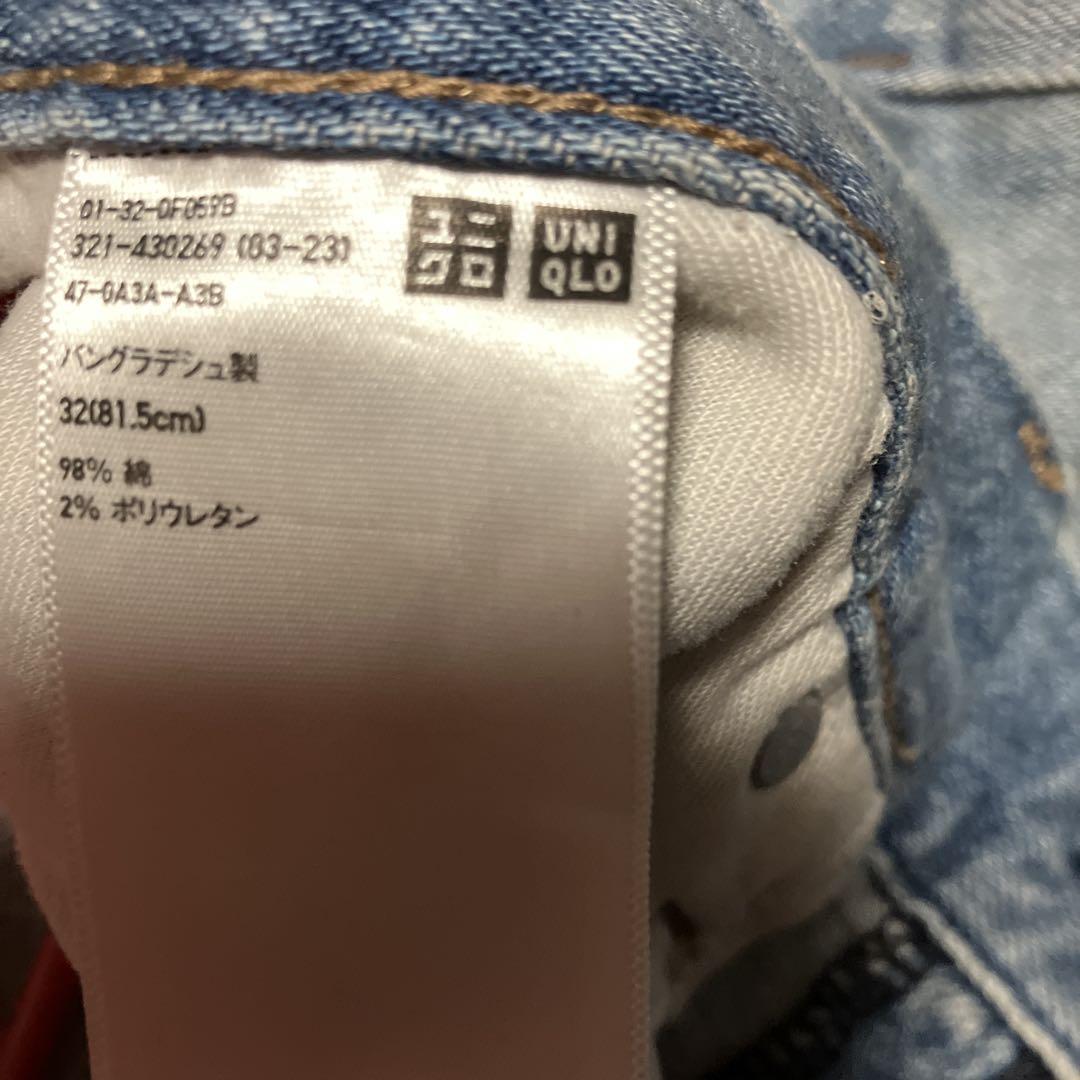 01-32-0F059B
321-430269 (03-23)
47-0A3A-A3B
ユニ
クロ
UNI
QLO
バングラデシュ製
32(81.5cm)
98% 綿
2% ポリウレタン